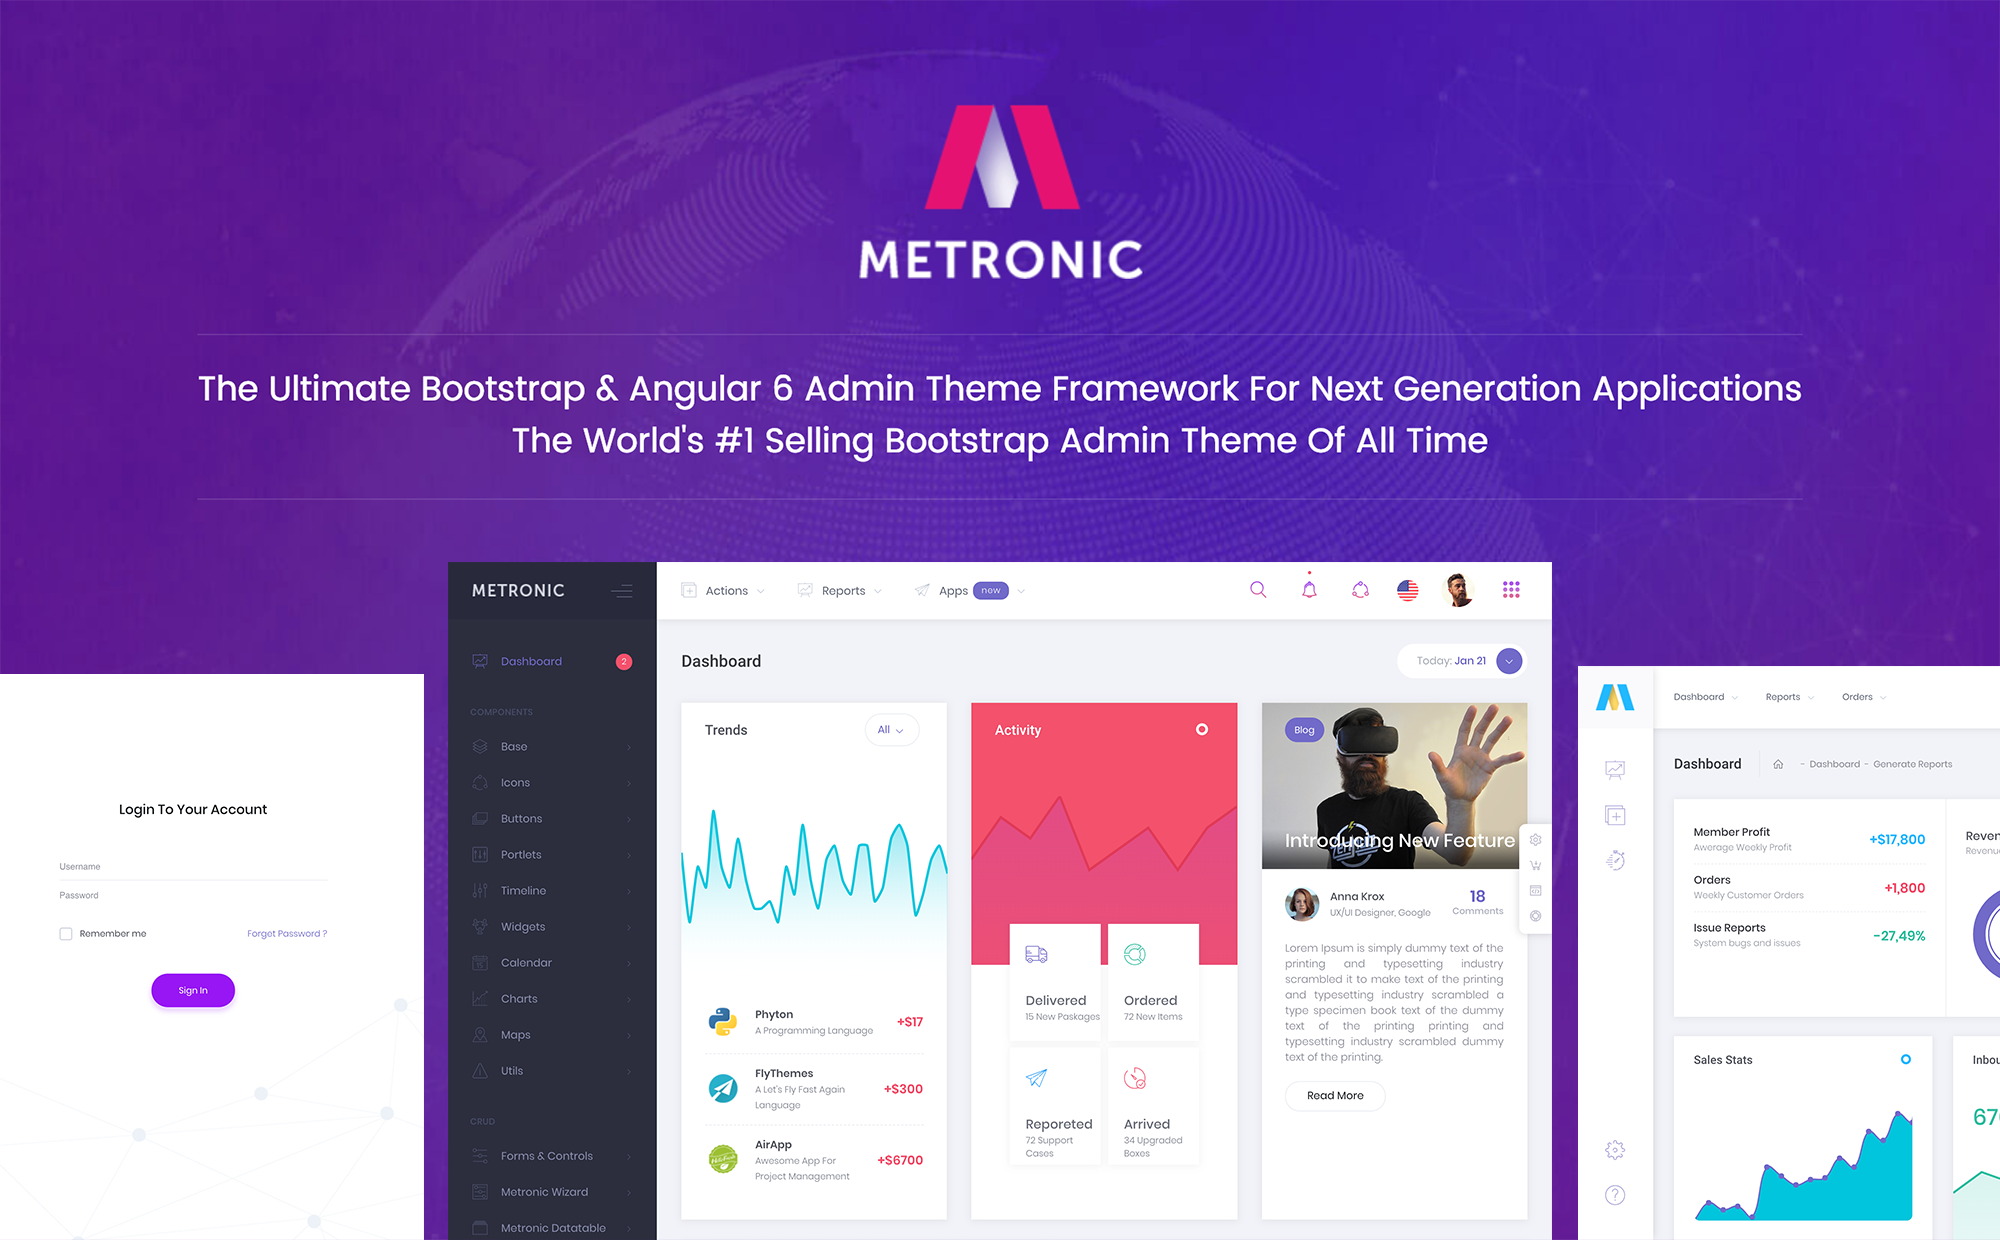 METRONIC
The Ultimate Bootstrap & Angular 6 Admin Theme Framework For Next Generation Applications
The World's #1 Selling Bootstrap Admin Theme Of All Time
Login To Your Account
Username
Password
Remember me
Forget Password ?
Sign In
METRONIC
Dashboard
2
COMPONENTS
Base
Icons
Buttons
Portlets
Timeline
Widgets
Calendar
Charts
Maps
Utils
CRUD
Forms & Controls
Metronic Wizard
Metronic Datatable
Actions
Reports
Apps new
Dashboard
Today: Jan 21
Trends
All
Phyton
A Programming Language
+$17
FlyThemes
A Let's Fly Fast Again
Language
+$300
AirApp
Awesome App For
Project Management
+$6700
Activity
Delivered
15 New Paskages
Ordered
72 New Items
Reporeted
72 Support
Cases
Arrived
34 Upgraded
Boxes
Blog
Introducing New Feature
Anna Krox
UX/UI Designer, Google
18
Comments
Lorem Ipsum is simply dummy text of the
printing and typesetting industry
scrambled it to make text of the printing
and typesetting industry scrambled a
type specimen book text of the dummy
text of the printing printing and
typesetting industry scrambled dummy
text of the printing.
Read More
Dashboard
Reports
Orders
Dashboard
- Dashboard - Generate Reports
Member Profit
Awerage Weekly Profit
+$17,800
Orders
Weekly Customer Orders
+1,800
Issue Reports
System bugs and issues
-27,49%
Reven
Revenu
Sales Stats
Inbou
67